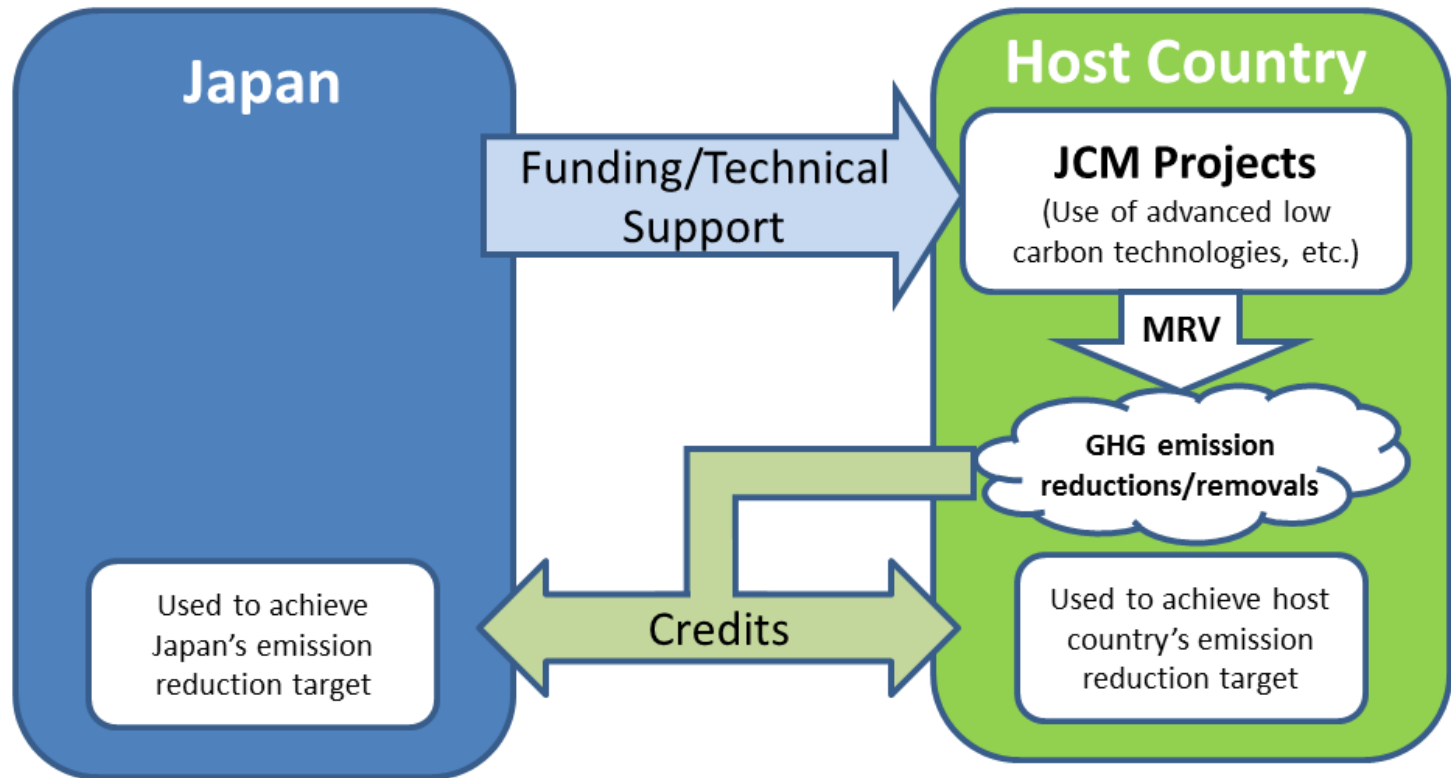 Japan
Host Country
Funding/Technical
Support
JCM Projects
(Use of advanced low
carbon technologies, etc.)
MRV
GHG emission
reductions/removals
Credits
Used to achieve
Japan's emission
reduction target
Used to achieve host
country's emission
reduction target